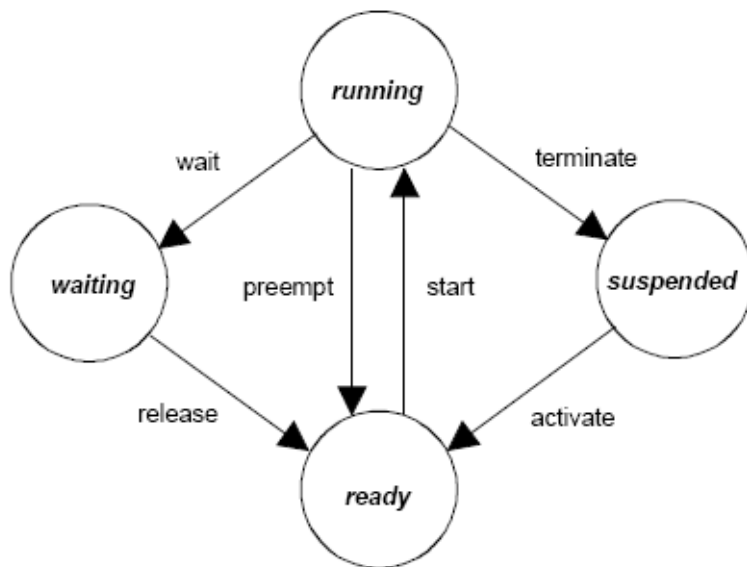 running
wait
terminate
waiting
preempt
start
suspended
release
activate
ready